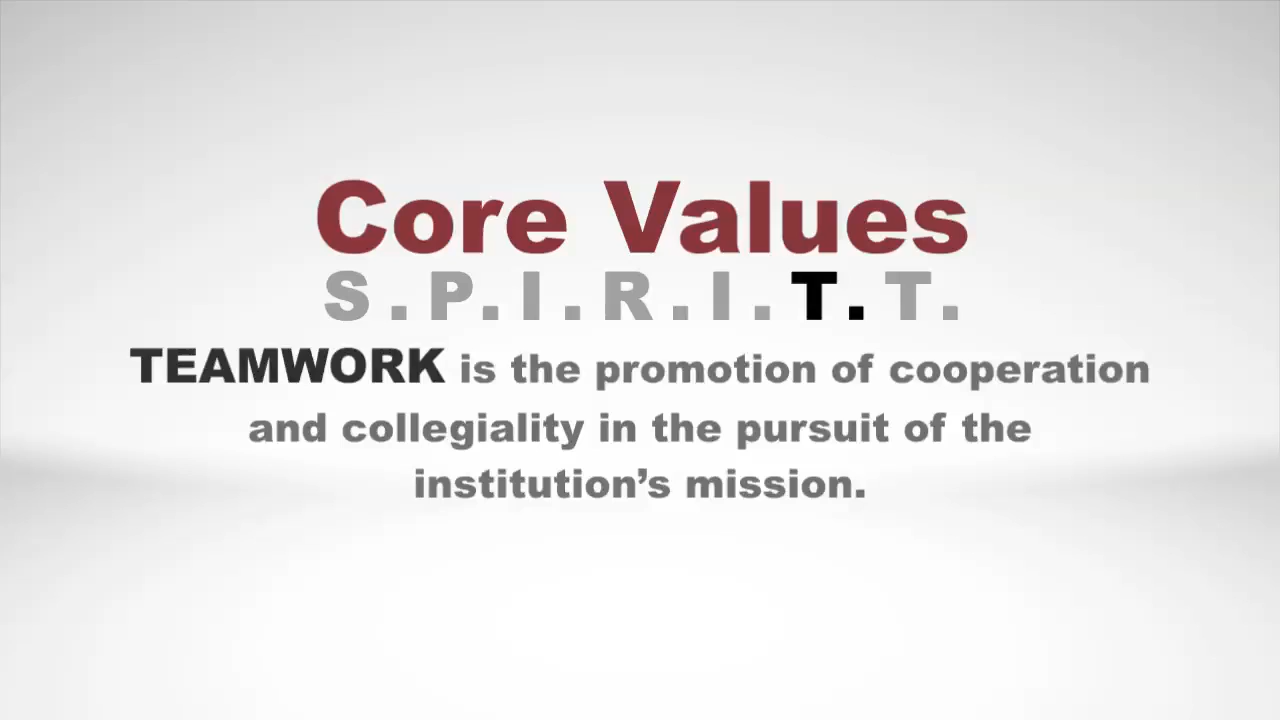 Core Values
S.P.I.R.I.T.T.
TEAMWORK is the promotion of cooperation
and collegiality in the pursuit of the
institution’s mission.